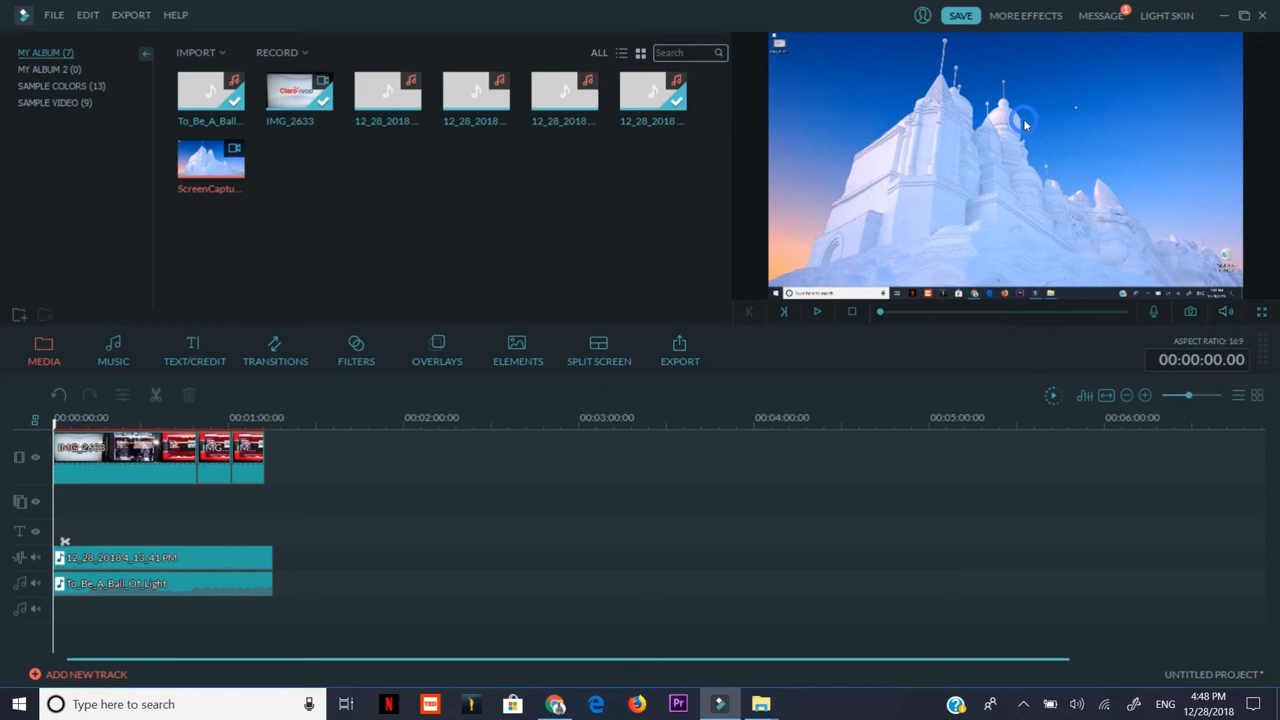 FILE EDIT EXPORT HELP SAVE MORE EFFECTS MESSAGE 1 LIGHT SKIN
MY ALBUM (7)
MY ALBUM 2 (0)
SAMPLE COLORS (13)
SAMPLE VIDEO (9)
IMPORT RECORD ALL Search
To_Be_A_Ball... IMG_2633 12_28_2018 ... 12_28_2018 ... 12_28_2018 ... 12_28_2018 ...
ScreenCaptu...
MEDIA MUSIC TEXT/CREDIT TRANSITIONS FILTERS OVERLAYS ELEMENTS SPLIT SCREEN EXPORT
ASPECT RATIO: 16:9
00:00:00.00
00:00:00:00 00:01:00:00 00:02:00:00 00:03:00:00 00:04:00:00 00:05:00:00 00:06:00:00
IMG_2633 IMG... IM...
12_28_2018 4_13_41 PM
To_Be_A_Ball_Of_Light
ADD NEW TRACK UNTITLED PROJECT*
Type here to search N TED Pr ENG 4:48 PM
12/28/2018